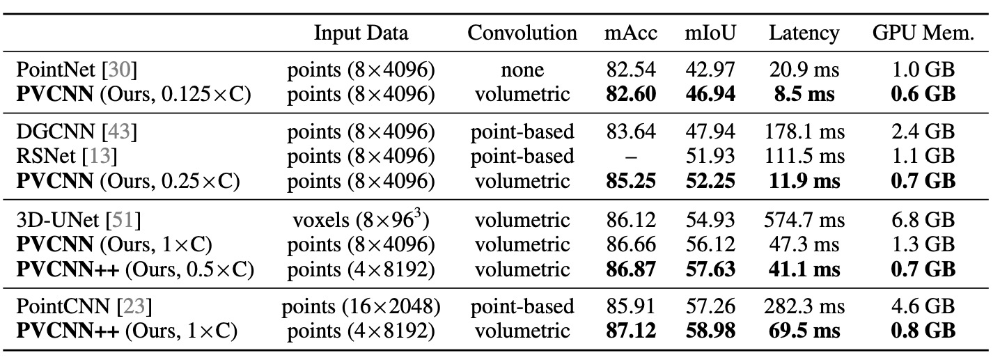 Input Data Convolution mAcc mIoU Latency GPU Mem.
PointNet [30] points (8×4096) none 82.54 42.97 20.9 ms 1.0 GB
PVCNN (Ours, 0.125×C) points (8×4096) volumetric 82.60 46.94 8.5 ms 0.6 GB
DGCNN [43] points (8×4096) point-based 83.64 47.94 178.1 ms 2.4 GB
RSNet [13] points (8×4096) point-based – 51.93 111.5 ms 1.1 GB
PVCNN (Ours, 0.25×C) points (8×4096) volumetric 85.25 52.25 11.9 ms 0.7 GB
3D-UNet [51] voxels (8×96³) volumetric 86.12 54.93 574.7 ms 6.8 GB
PVCNN (Ours, 1×C) points (8×4096) volumetric 86.66 56.12 47.3 ms 1.3 GB
PVCNN++ (Ours, 0.5×C) points (4×8192) volumetric 86.87 57.63 41.1 ms 0.7 GB
PointCNN [23] points (16×2048) point-based 85.91 57.26 282.3 ms 4.6 GB
PVCNN++ (Ours, 1×C) points (4×8192) volumetric 87.12 58.98 69.5 ms 0.8 GB